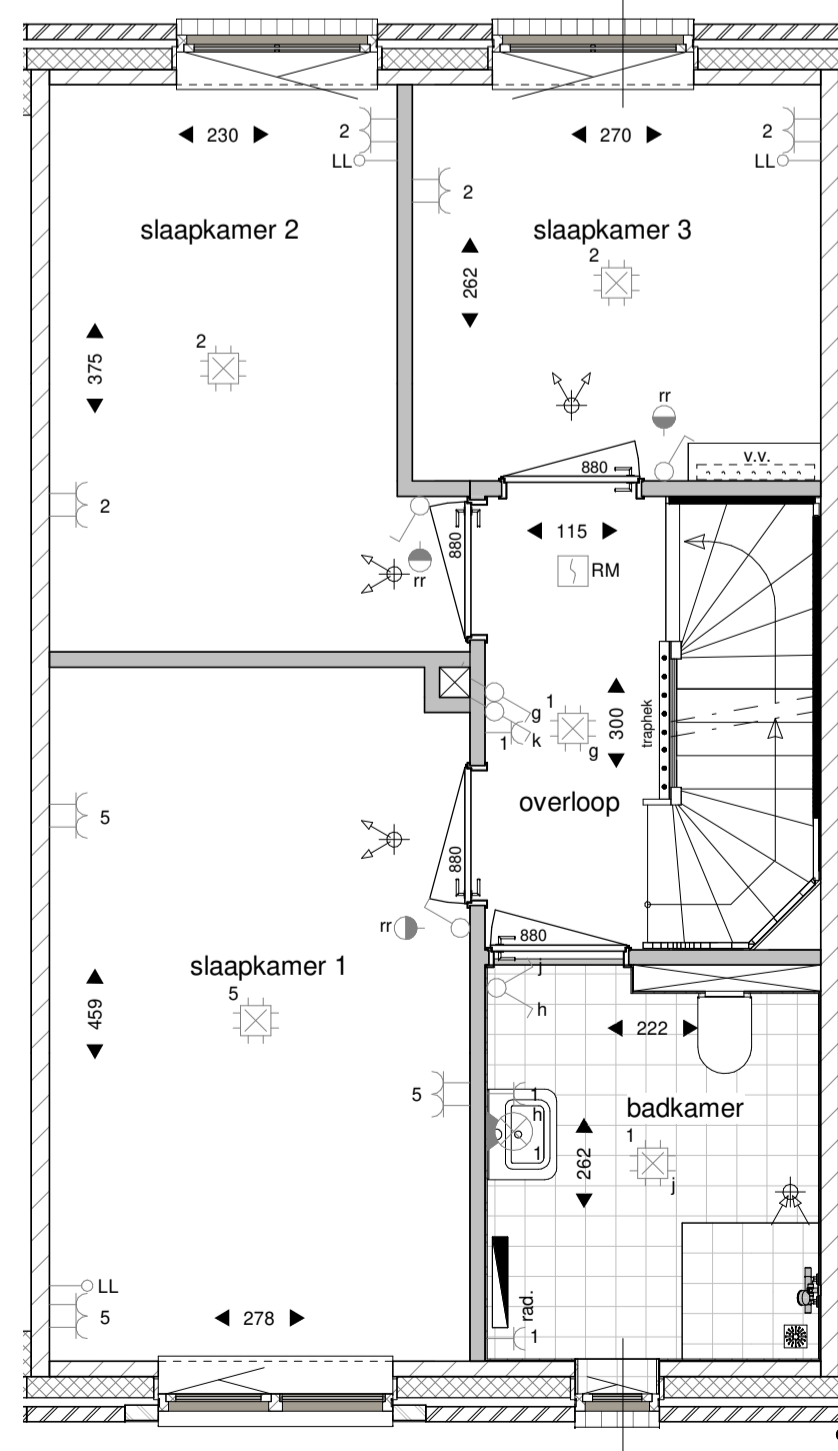 2
230
270
2
LL
LL
2
slaapkamer 2
slaapkamer 3
2
262
2
375
rr
v.v.
880
2
880
115
rr
RM
g
1
300
traphek
1
k
g
5
overloop
880
rr
880
slaapkamer 1
j
5
h
459
222
5
1
badkamer
h
1
1
262
j
LL
5
278
rad.
1